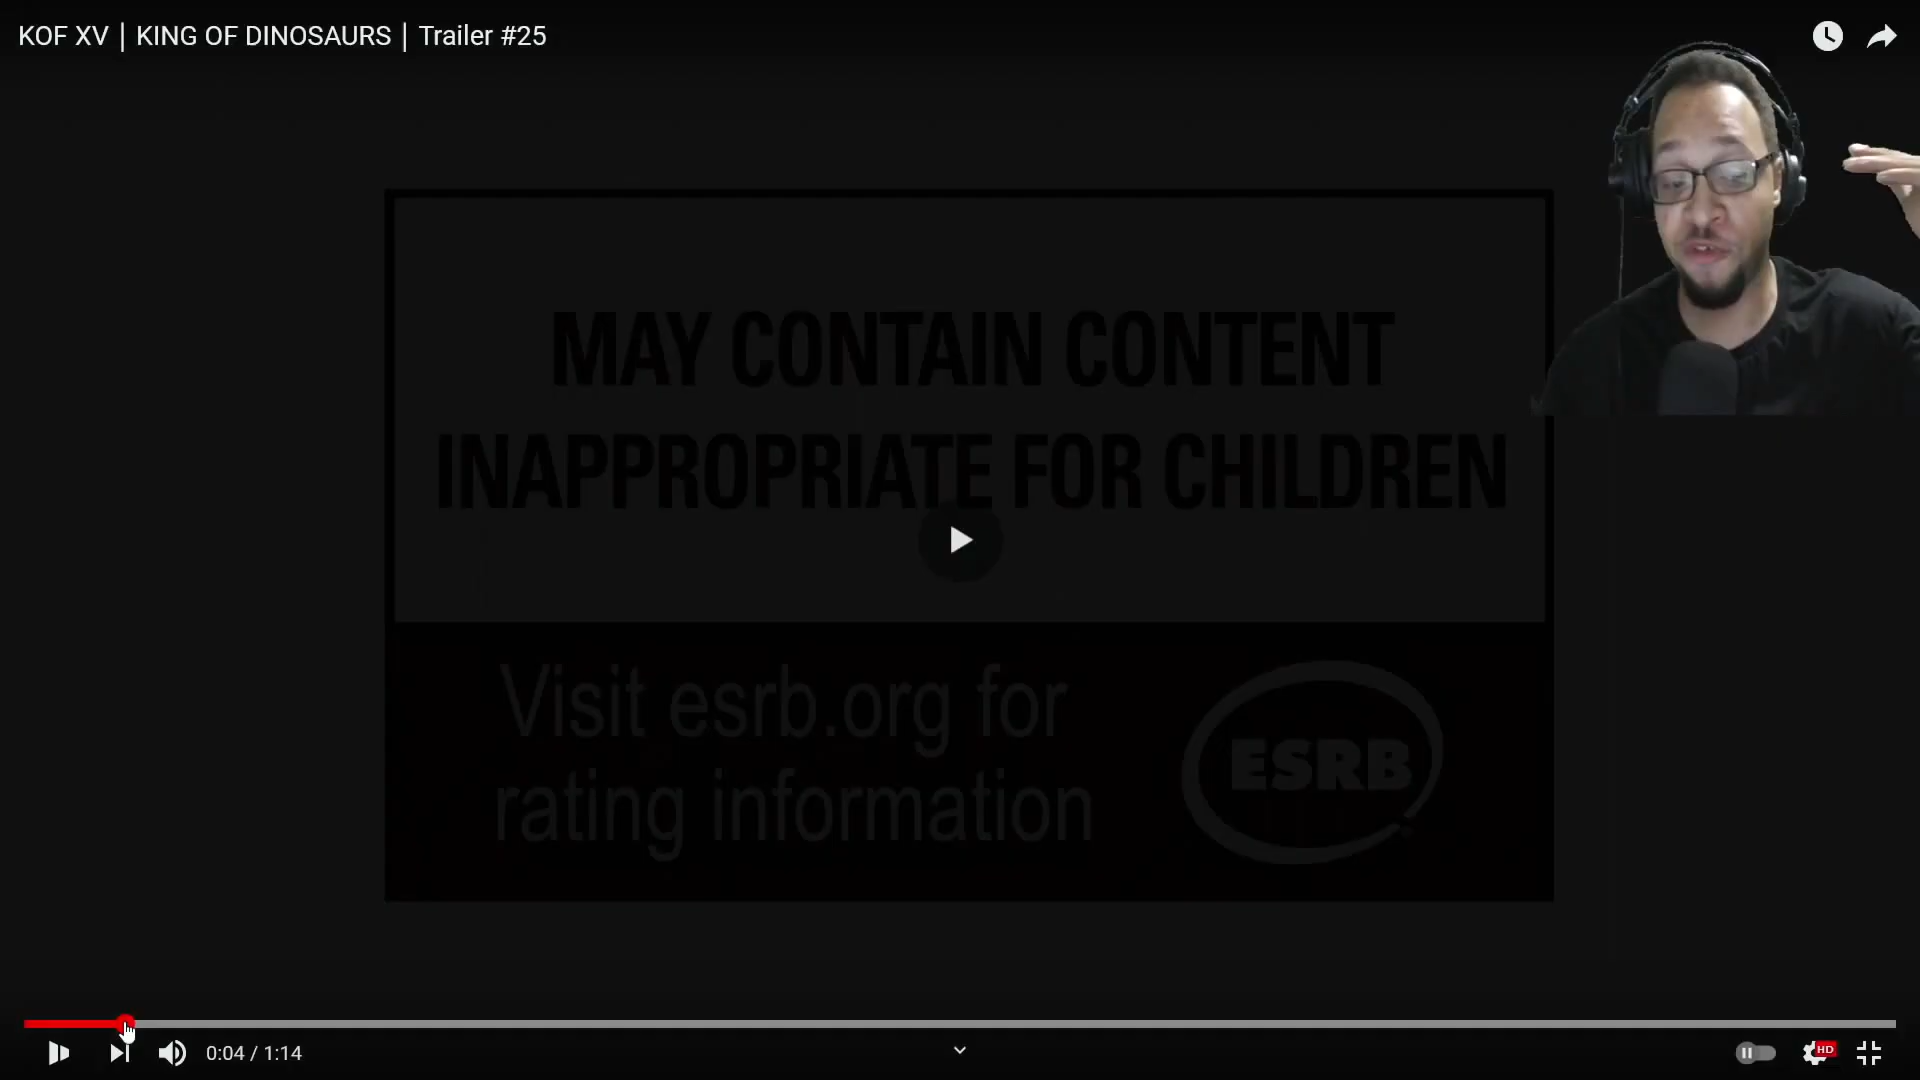 KOF XV | KING OF DINOSAURS | Trailer #25
MAY CONTAIN CONTENT
INAPPROPRIATE FOR CHILDREN
Visit esrb.org for
rating information
ESRB
0:04 / 1:14
HD